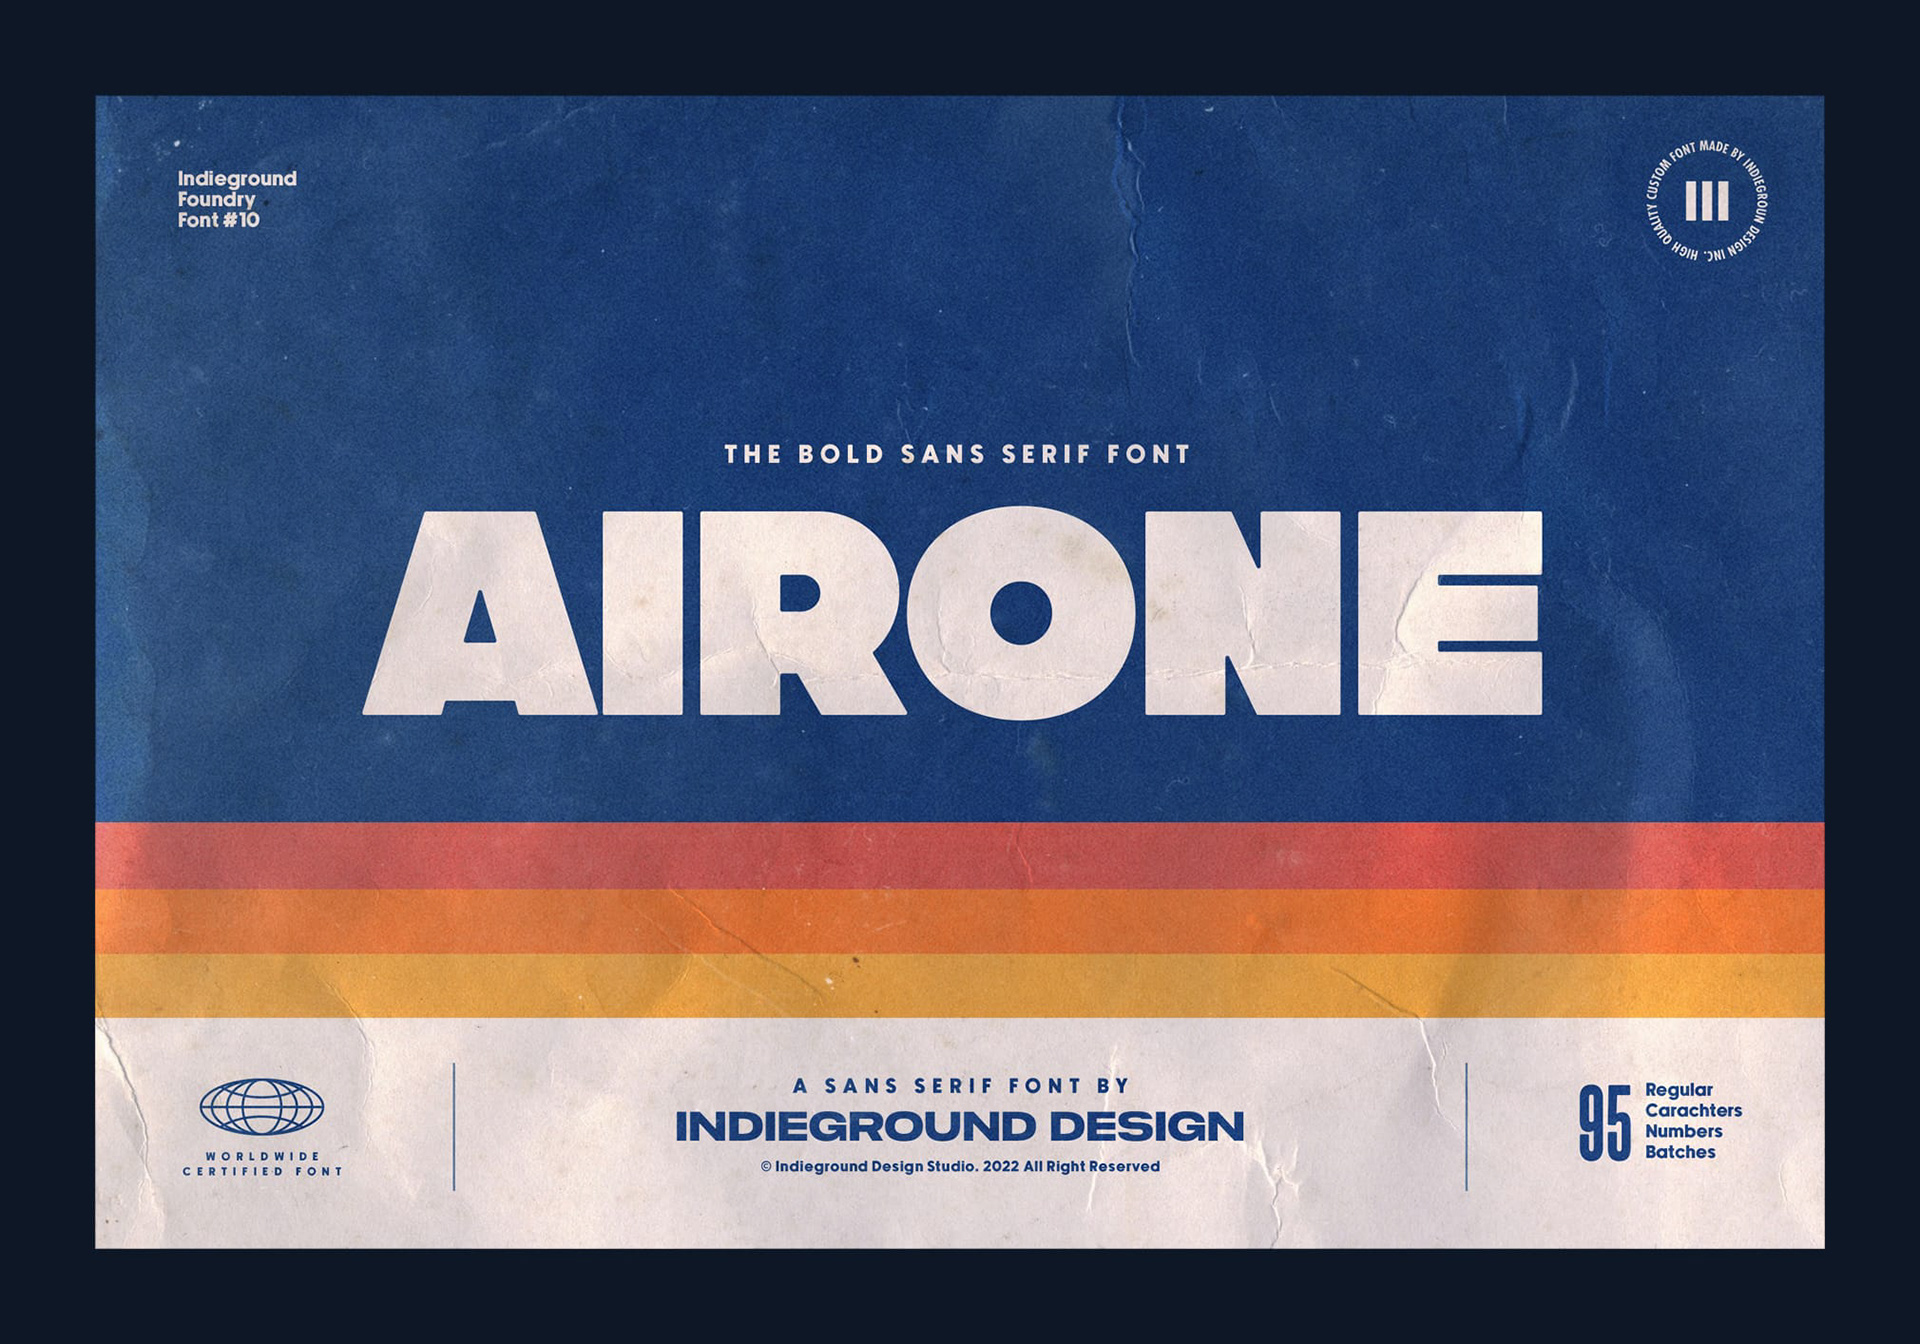 Indieground
Foundry
Font #10
HIGH QUALITY CUSTOM FONT MADE BY INDIEGROUN DESIGN INC.
THE BOLD SANS SERIF FONT
AIRONE
WORLDWIDE
CERTIFIED FONT
A SANS SERIF FONT BY
INDIEGROUND DESIGN
© Indieground Design Studio. 2022 All Right Reserved
95
Regular
Carachters
Numbers
Batches